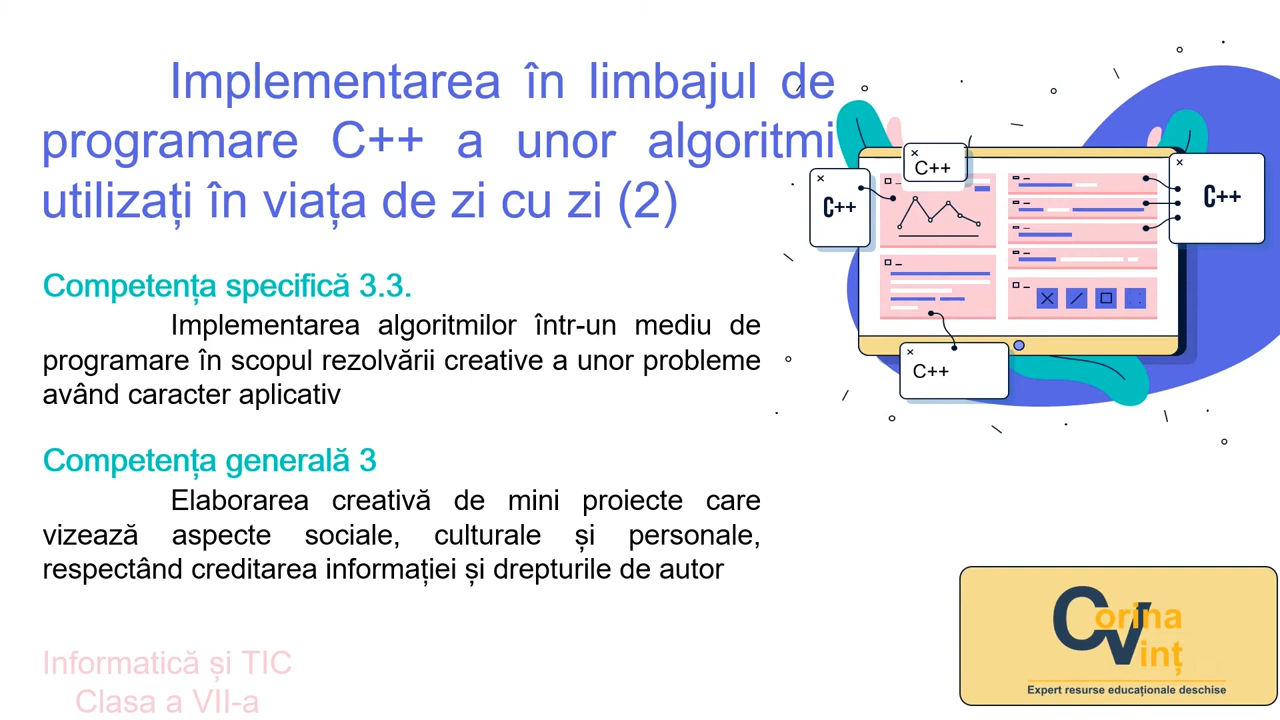 Implementarea în limbajul de
programare C++ a unor algoritmi
utilizați în viața de zi cu zi (2)
Competența specifică 3.3.
Implementarea algoritmilor într-un mediu de
programare în scopul rezolvării creative a unor probleme
având caracter aplicativ
Competența generală 3
Elaborarea creativă de mini proiecte care
vizează aspecte sociale, culturale și personale,
respectând creditarea informației și drepturile de autor
Informatică și TIC
Clasa a VII-a
C++
C++
C++
C++
Corina
Vinț
Expert resurse educaționale deschise